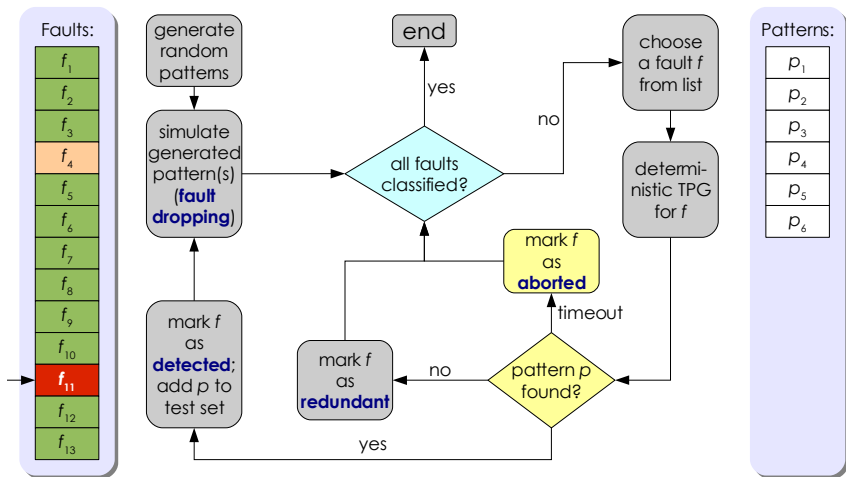 Faults:
f1
f2
f3
f4
f5
f6
f7
f8
f9
f10
f11
f12
f13
generate
random
patterns
simulate
generated
pattern(s)
(fault
dropping)
mark f
as
detected;
add p to
test set
end
yes
all faults
classified?
no
mark f
as
aborted
timeout
mark f
as
redundant
no
pattern p
found?
yes
choose
a fault f
from list
determi-
nistic TPG
for f
Patterns:
p1
p2
p3
p4
p5
p6